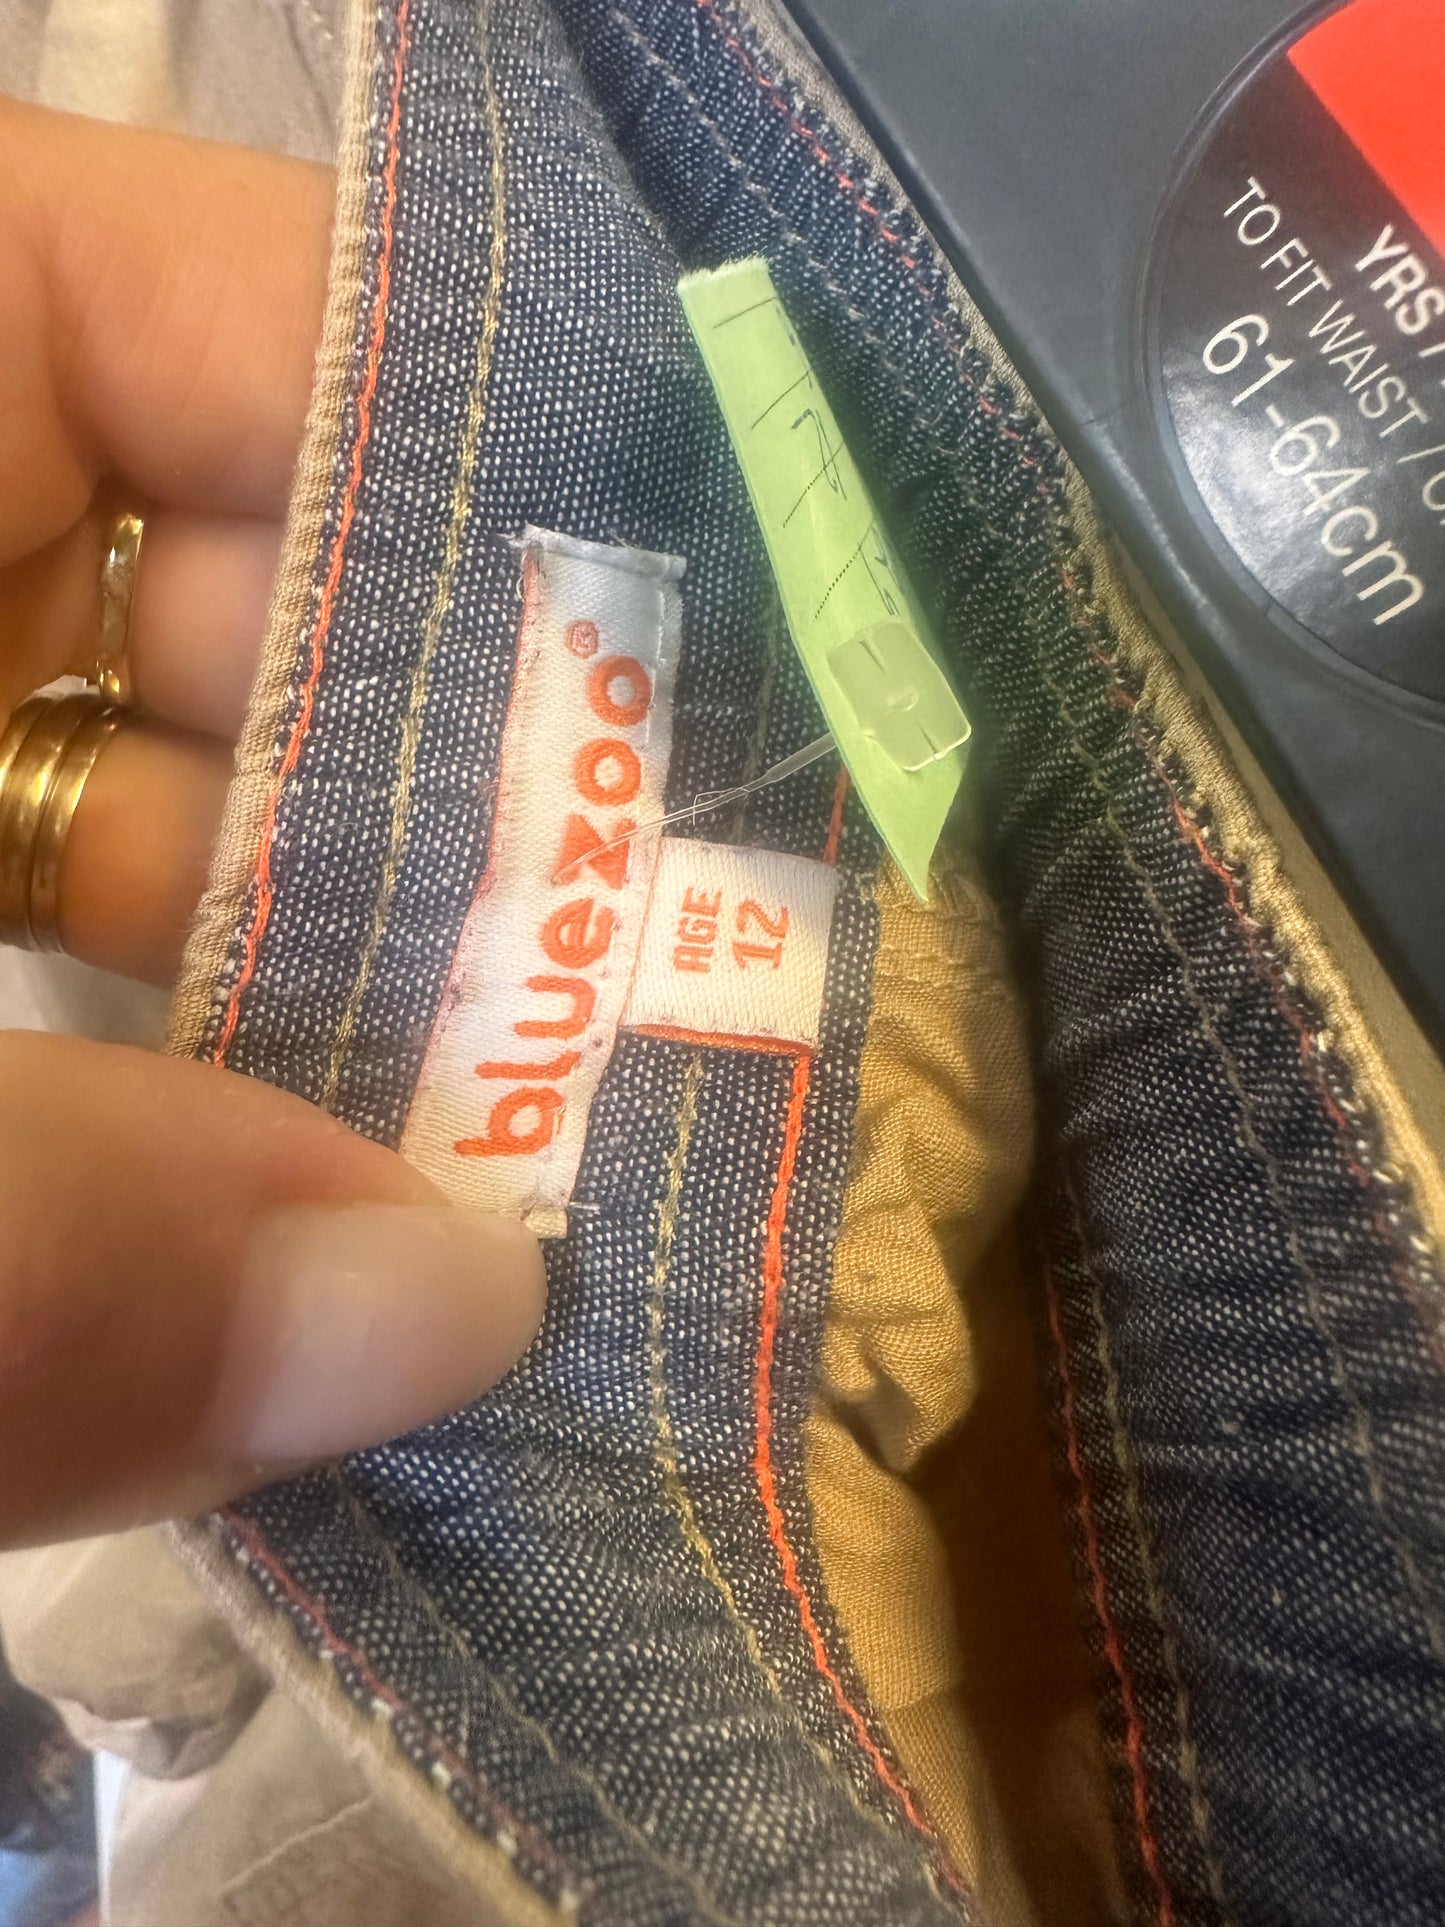 bluezoo®
AGE
12
YRS /
TO FIT WAIST /
61-64cm